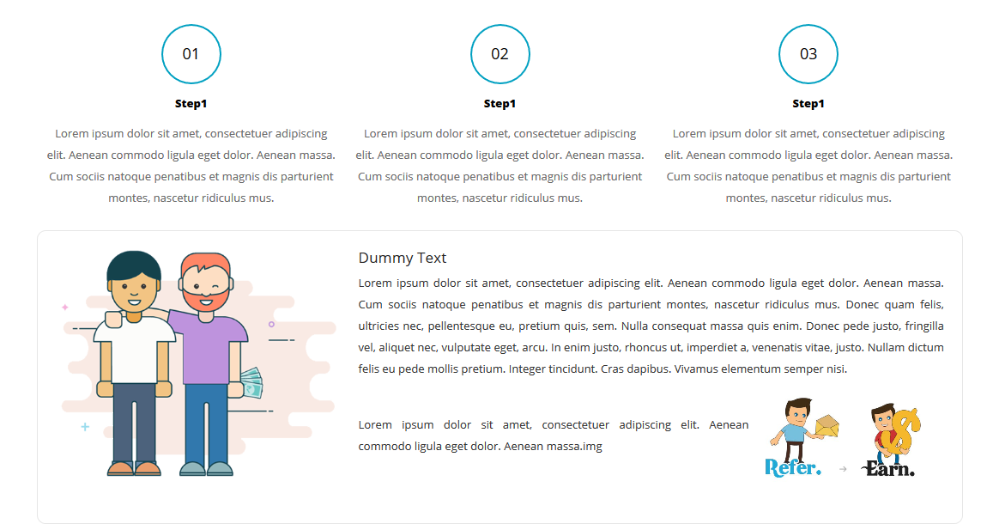 01
Step1
Lorem ipsum dolor sit amet, consectetuer adipiscing
elit. Aenean commodo ligula eget dolor. Aenean massa.
Cum sociis natoque penatibus et magnis dis parturient
montes, nascetur ridiculus mus.
02
Step1
Lorem ipsum dolor sit amet, consectetuer adipiscing
elit. Aenean commodo ligula eget dolor. Aenean massa.
Cum sociis natoque penatibus et magnis dis parturient
montes, nascetur ridiculus mus.
03
Step1
Lorem ipsum dolor sit amet, consectetuer adipiscing
elit. Aenean commodo ligula eget dolor. Aenean massa.
Cum sociis natoque penatibus et magnis dis parturient
montes, nascetur ridiculus mus.
Dummy Text
Lorem ipsum dolor sit amet, consectetuer adipiscing elit. Aenean commodo ligula eget dolor. Aenean massa.
Cum sociis natoque penatibus et magnis dis parturient montes, nascetur ridiculus mus. Donec quam felis,
ultricies nec, pellentesque eu, pretium quis, sem. Nulla consequat massa quis enim. Donec pede justo, fringilla
vel, aliquet nec, vulputate eget, arcu. In enim justo, rhoncus ut, imperdiet a, venenatis vitae, justo. Nullam dictum
felis eu pede mollis pretium. Integer tincidunt. Cras dapibus. Vivamus elementum semper nisi.
Lorem ipsum dolor sit amet, consectetuer adipiscing elit. Aenean
commodo ligula eget dolor. Aenean massa.img
Refer. → Earn.